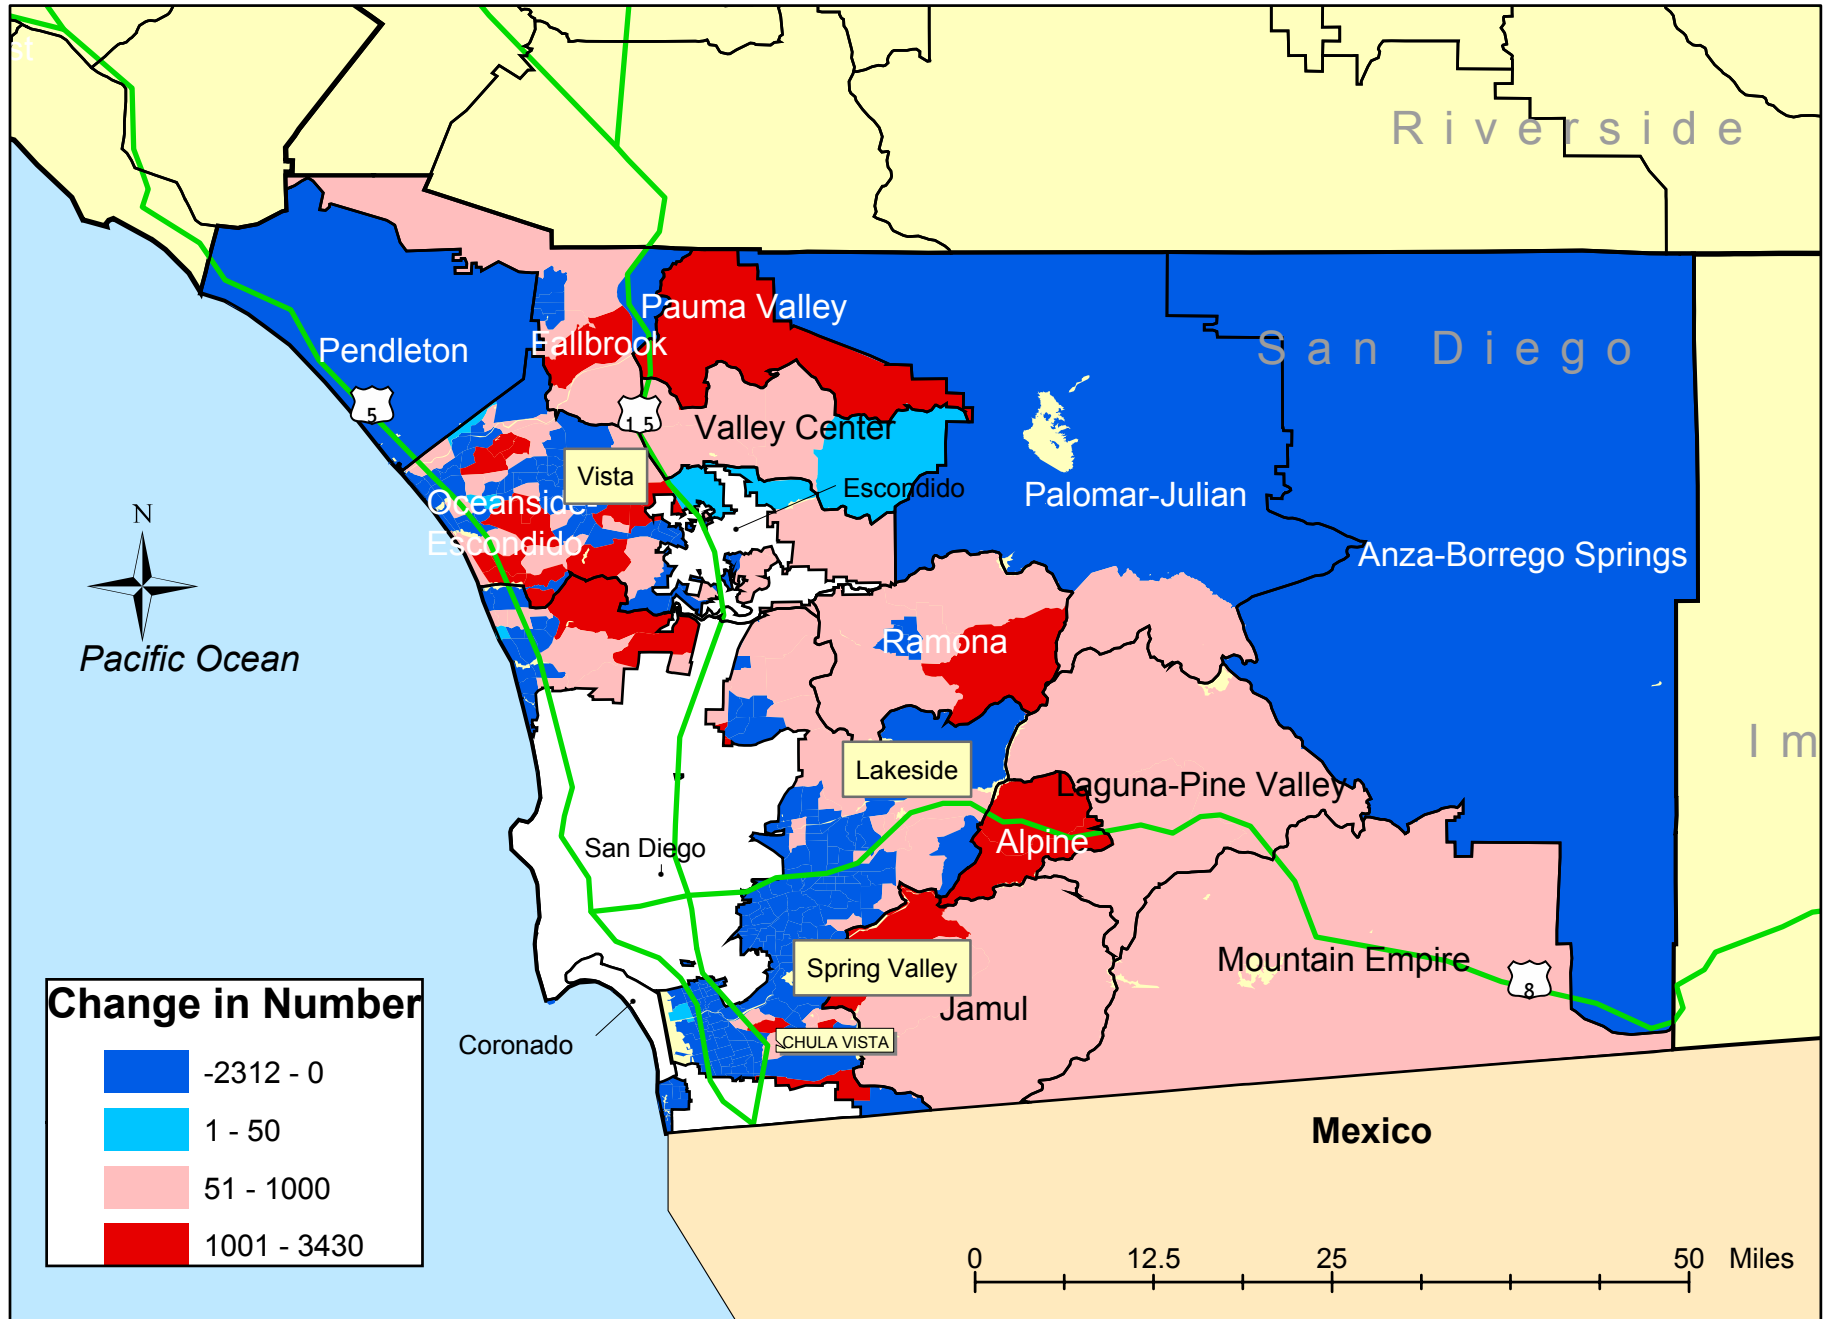 st
Riverside
San Diego
Pauma Valley
Fallbrook
Pendleton
5
15
Valley Center
Vista
Escondido
Oceanside-
Escondido
Palomar-Julian
Anza-Borrego Springs
N
Pacific Ocean
Ramona
Im
Lakeside
Laguna-Pine Valley
Alpine
San Diego
Spring Valley
Mountain Empire
8
Jamul
Coronado
CHULA VISTA
Change in Number
-2312 - 0
1 - 50
51 - 1000
1001 - 3430
Mexico
0 12.5 25 50 Miles